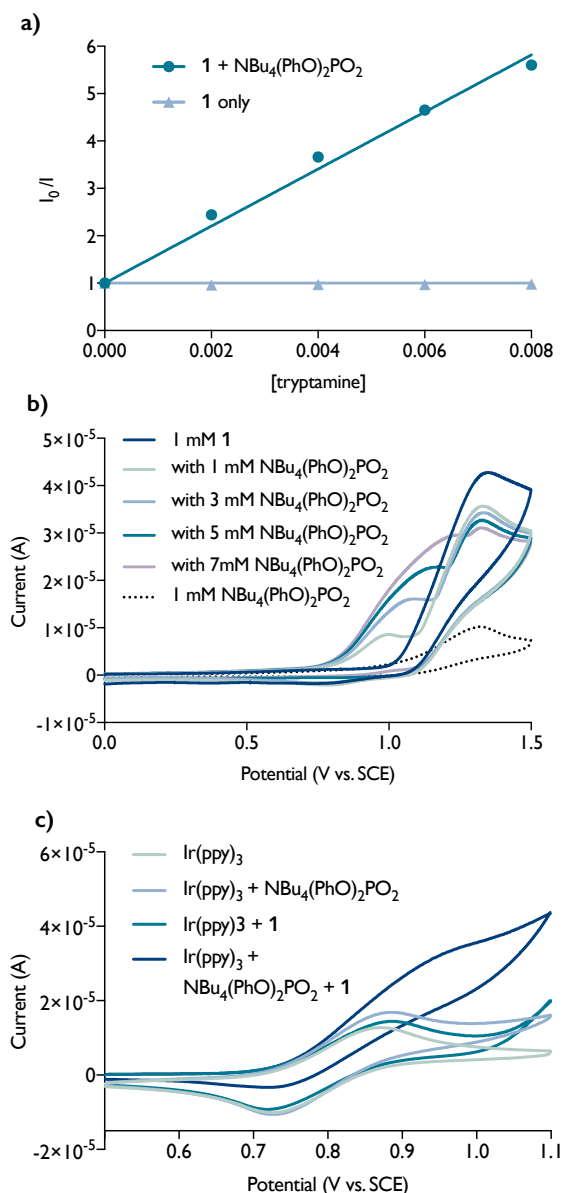 a)
6
5
4
3
2
1
0
I₀/I
1 + NBu₄(PhO)₂PO₂
1 only
0.000 0.002 0.004 0.006 0.008
[tryptamine]
b)
5×10⁻⁵
4×10⁻⁵
3×10⁻⁵
2×10⁻⁵
1×10⁻⁵
0
-1×10⁻⁵
Current (A)
1 mM 1
with 1 mM NBu₄(PhO)₂PO₂
with 3 mM NBu₄(PhO)₂PO₂
with 5 mM NBu₄(PhO)₂PO₂
with 7mM NBu₄(PhO)₂PO₂
1 mM NBu₄(PhO)₂PO₂
0.0 0.5 1.0 1.5
Potential (V vs. SCE)
c)
6×10⁻⁵
4×10⁻⁵
2×10⁻⁵
0
-2×10⁻⁵
Current (A)
Ir(ppy)₃
Ir(ppy)₃ + NBu₄(PhO)₂PO₂
Ir(ppy)3 + 1
Ir(ppy)₃ +
NBu₄(PhO)₂PO₂ + 1
0.6 0.7 0.8 0.9 1.0 1.1
Potential (V vs. SCE)